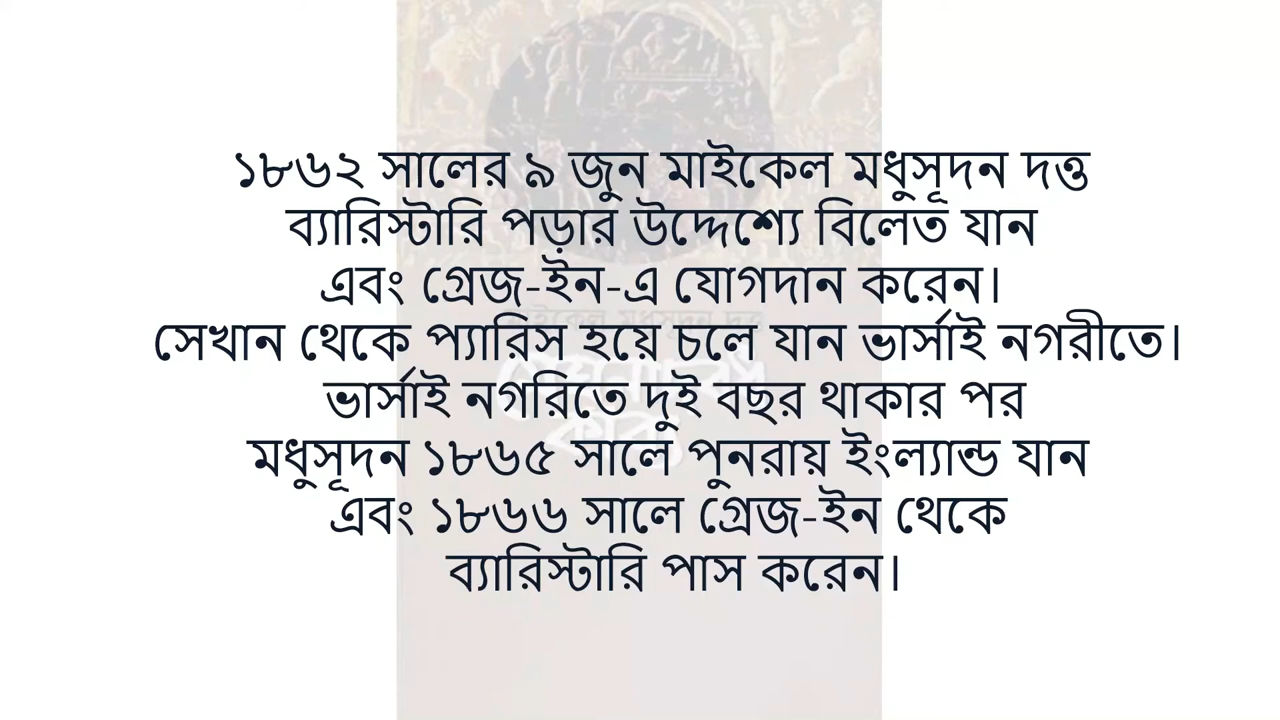 ১৮৬২ সালের ৯ জুন মাইকেল মধুসূদন দত্ত
ব্যারিস্টারি পড়ার উদ্দেশ্যে বিলেত যান
এবং গ্রেজ-ইন-এ যোগদান করেন।
সেখান থেকে প্যারিস হয়ে চলে যান ভার্সাই নগরীতে।
ভার্সাই নগরিতে দুই বছর থাকার পর
মধুসূদন ১৮৬৫ সালে পুনরায় ইংল্যান্ড যান
এবং ১৮৬৬ সালে গ্রেজ-ইন থেকে
ব্যারিস্টারি পাস করেন।